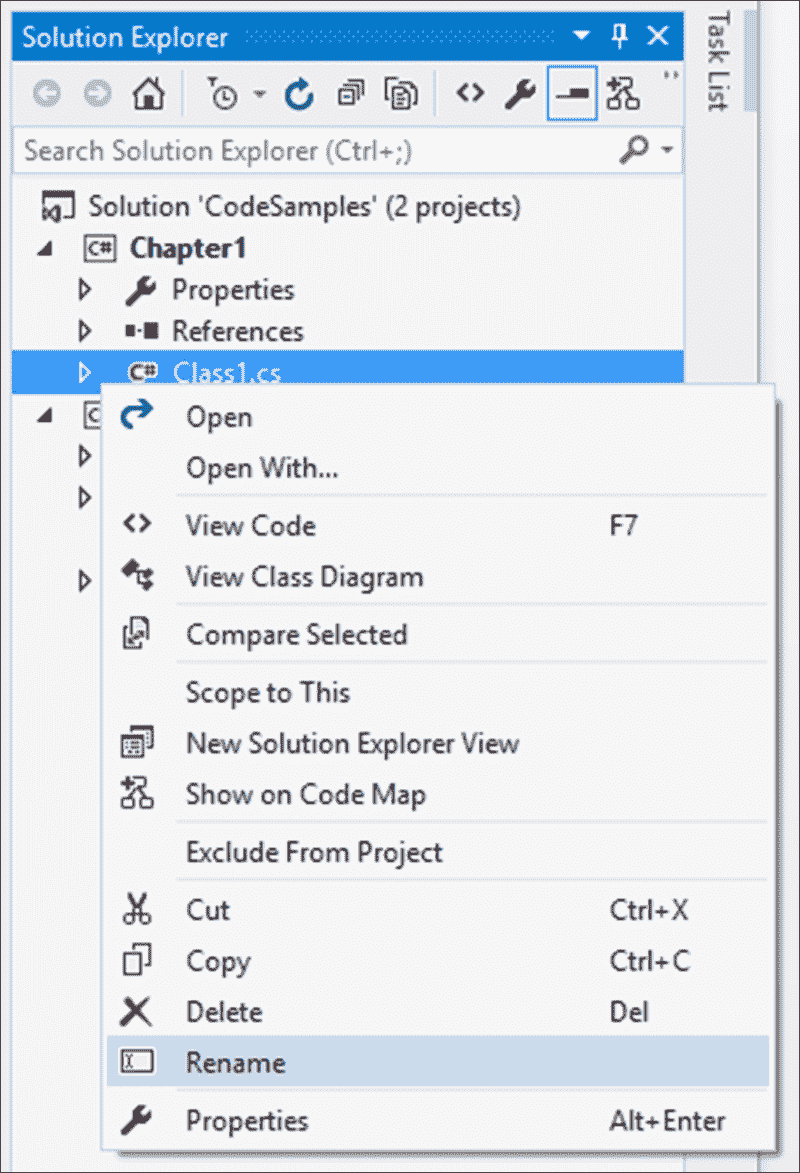 Solution Explorer
Task List
Search Solution Explorer (Ctrl+;)
Solution 'CodeSamples' (2 projects)
C# Chapter1
Properties
References
C# Class1.cs
Open
Open With...
View Code F7
View Class Diagram
Compare Selected
Scope to This
New Solution Explorer View
Show on Code Map
Exclude From Project
Cut Ctrl+X
Copy Ctrl+C
Delete Del
Rename
Properties Alt+Enter